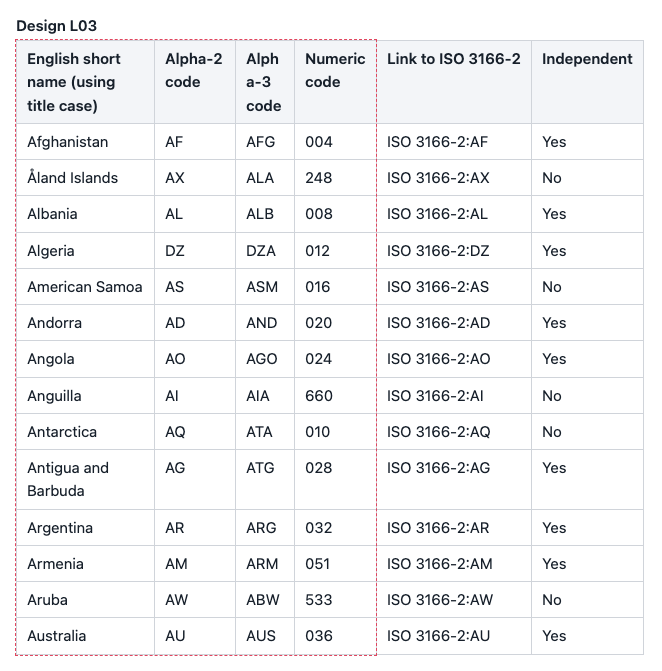 Design L03
English short name (using title case) Alpha-2 code Alpha-3 code Numeric code Link to ISO 3166-2 Independent
Afghanistan AF AFG 004 ISO 3166-2:AF Yes
Åland Islands AX ALA 248 ISO 3166-2:AX No
Albania AL ALB 008 ISO 3166-2:AL Yes
Algeria DZ DZA 012 ISO 3166-2:DZ Yes
American Samoa AS ASM 016 ISO 3166-2:AS No
Andorra AD AND 020 ISO 3166-2:AD Yes
Angola AO AGO 024 ISO 3166-2:AO Yes
Anguilla AI AIA 660 ISO 3166-2:AI No
Antarctica AQ ATA 010 ISO 3166-2:AQ No
Antigua and Barbuda AG ATG 028 ISO 3166-2:AG Yes
Argentina AR ARG 032 ISO 3166-2:AR Yes
Armenia AM ARM 051 ISO 3166-2:AM Yes
Aruba AW ABW 533 ISO 3166-2:AW No
Australia AU AUS 036 ISO 3166-2:AU Yes